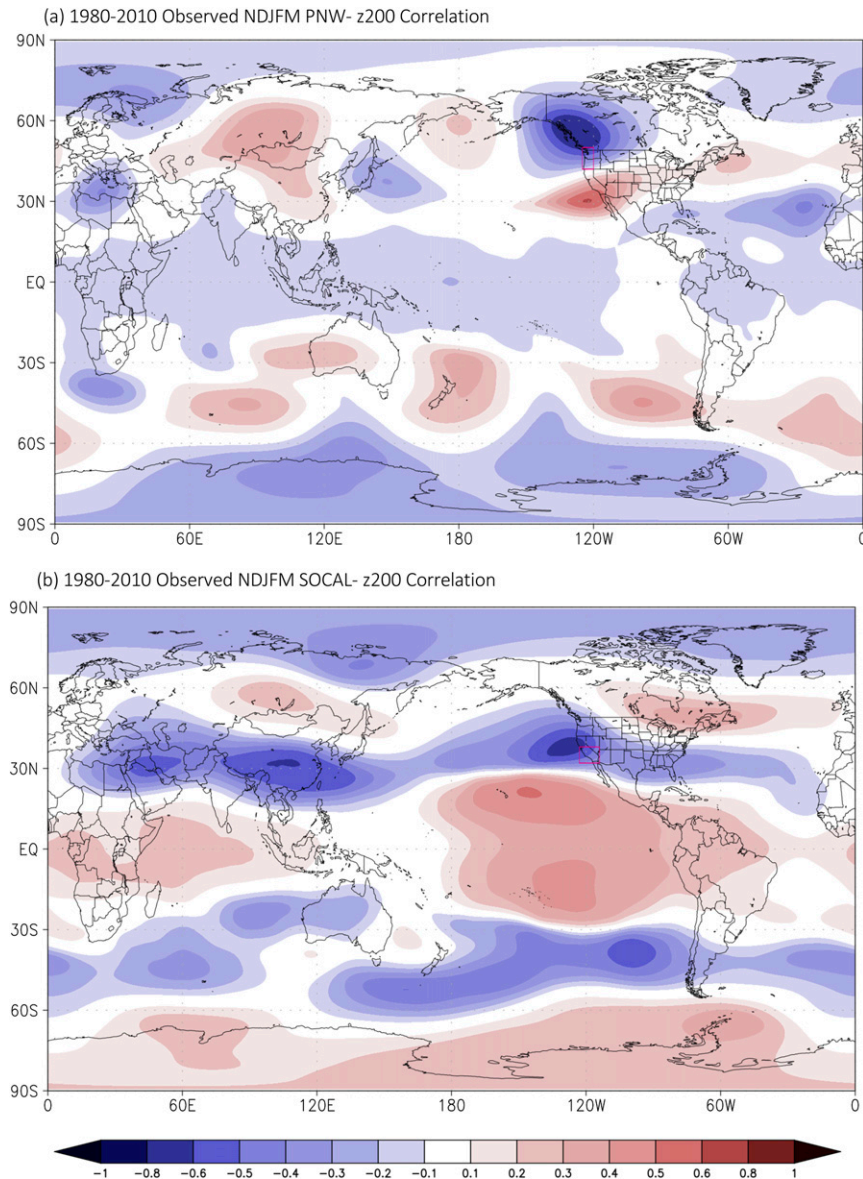 (a) 1980-2010 Observed NDJFM PNW- z200 Correlation
90N
60N
30N
EQ
30S
60S
90S
0 60E 120E 180 120W 60W 0
(b) 1980-2010 Observed NDJFM SOCAL- z200 Correlation
90N
60N
30N
EQ
30S
60S
90S
0 60E 120E 180 120W 60W 0
−1 −0.8 −0.6 −0.5 −0.4 −0.3 −0.2 −0.1 0.1 0.2 0.3 0.4 0.5 0.6 0.8 1